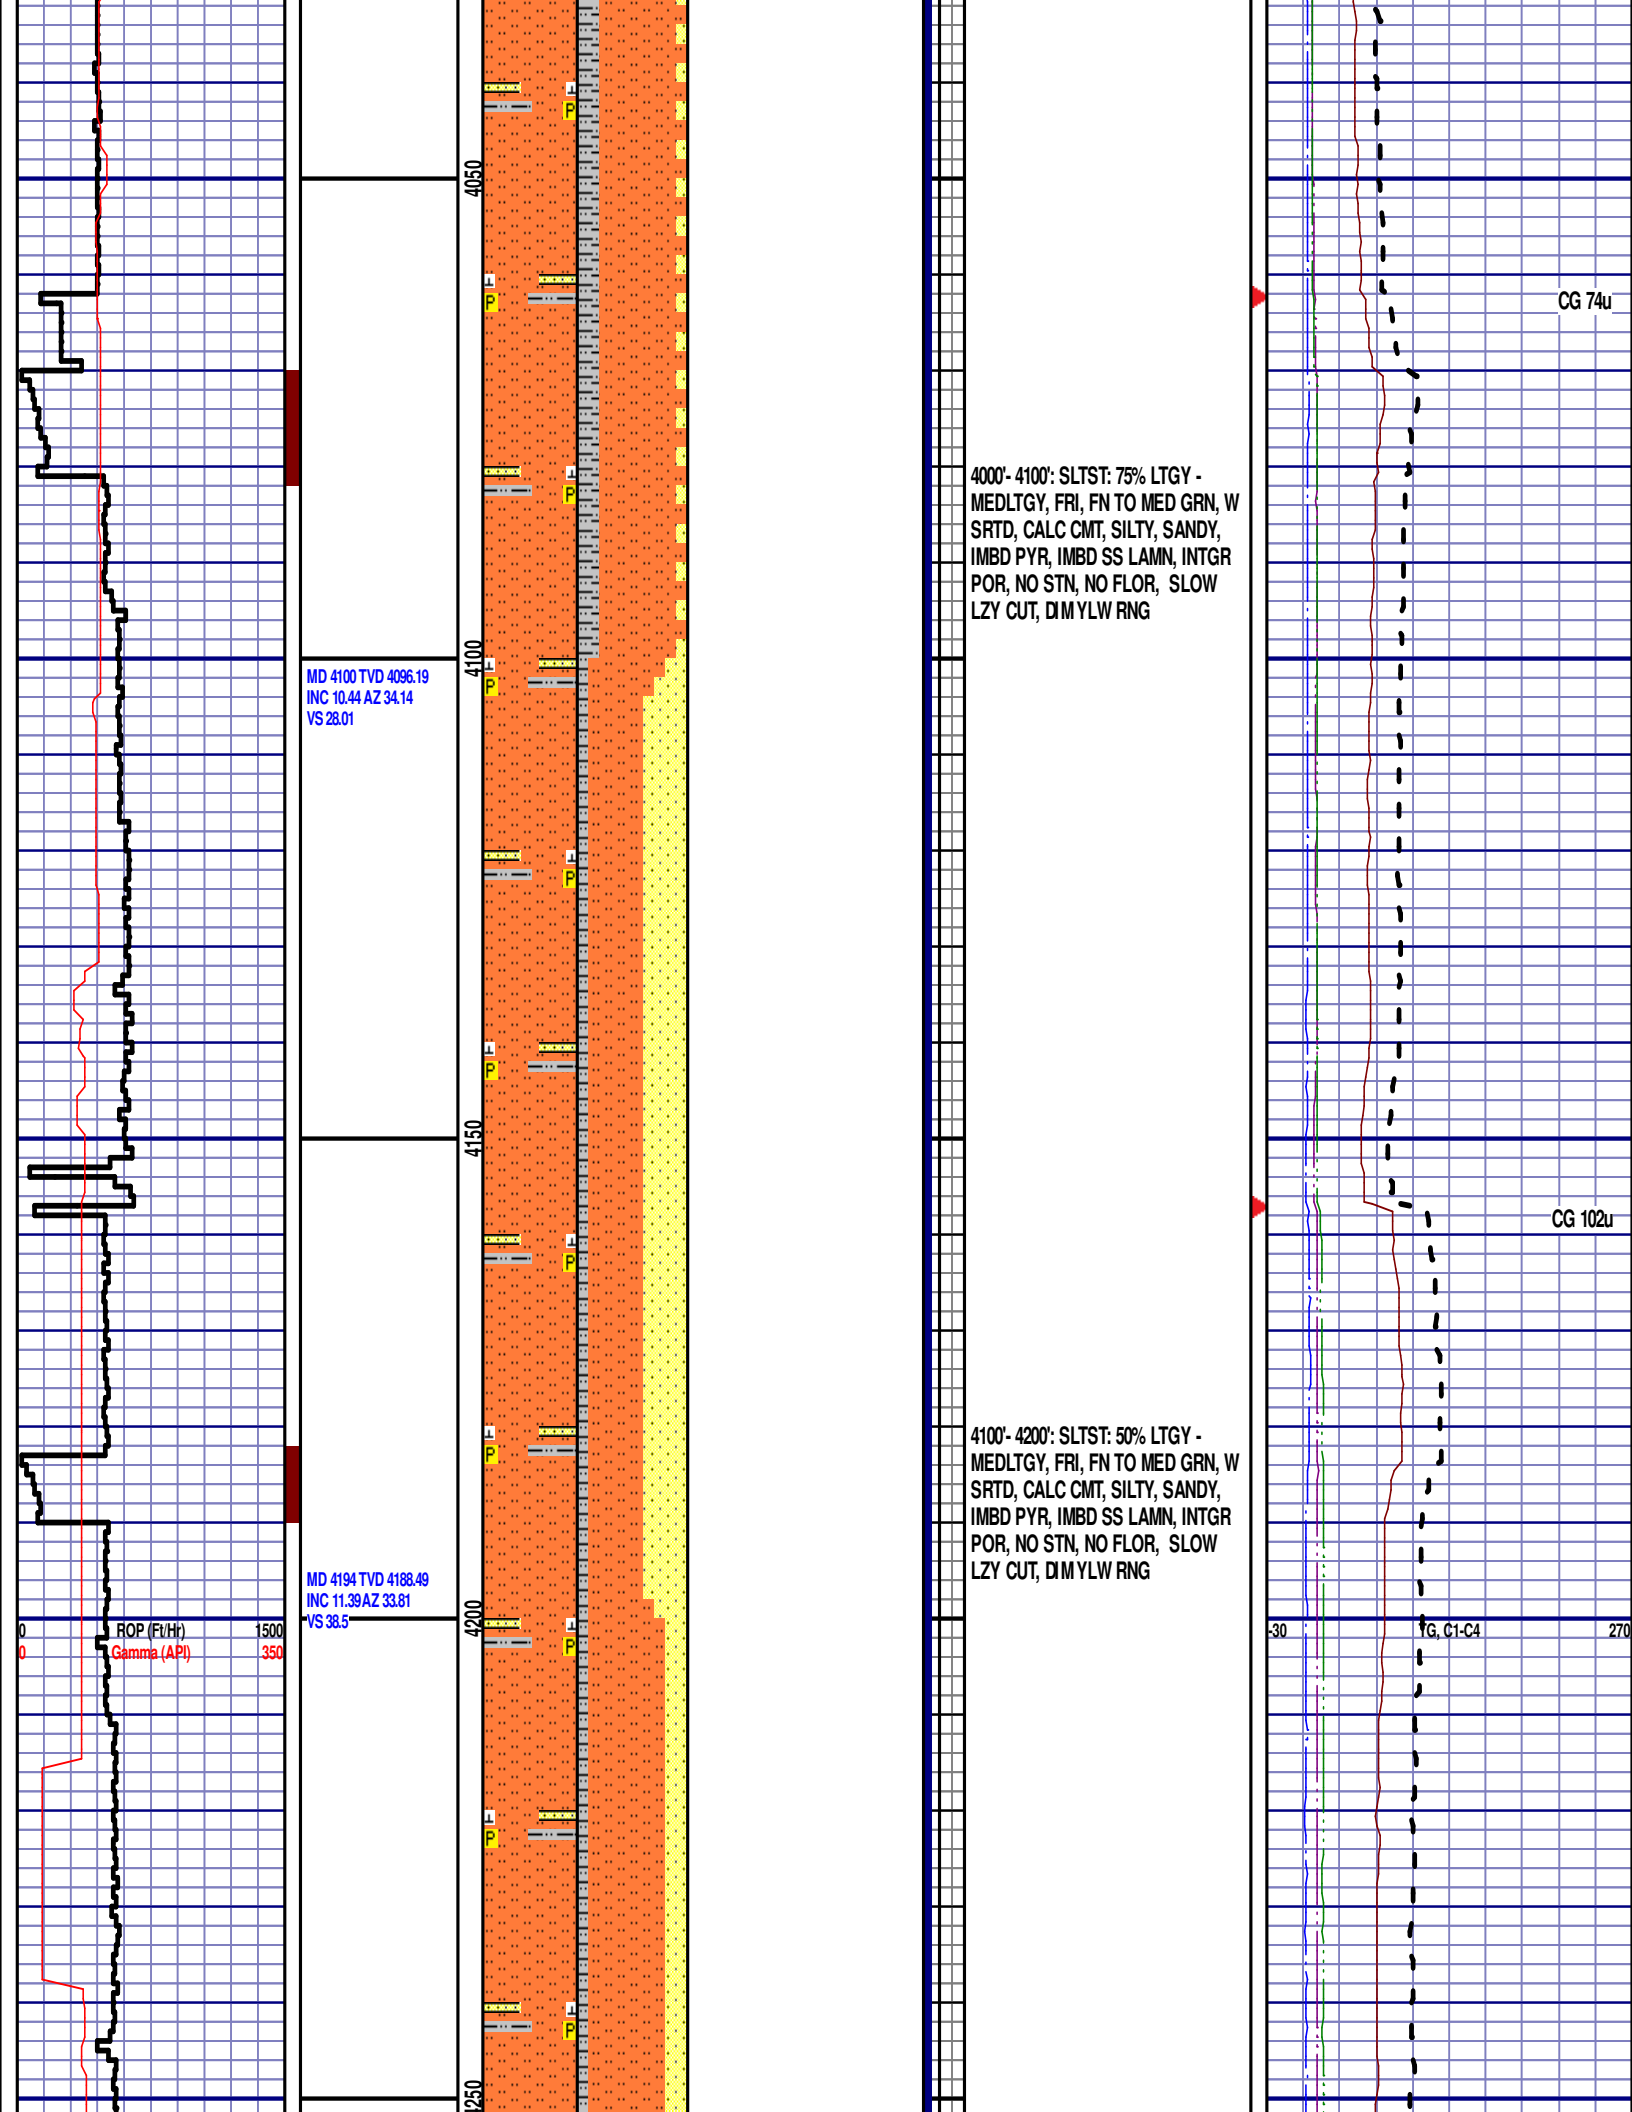 4050
CG 74u
4000'- 4100': SLTST: 75% LTGY -
MEDLTGY, FRI, FN TO MED GRN, W
SRTD, CALC CMT, SILTY, SANDY,
IMBD PYR, IMBD SS LAMN, INTGR
POR, NO STN, NO FLOR, SLOW
LZY CUT, DIM YLW RNG
4100
MD 4100 TVD 4096.19
INC 10.44 AZ 34.14
VS 28.01
4150
CG 102u
4100'- 4200': SLTST: 50% LTGY -
MEDLTGY, FRI, FN TO MED GRN, W
SRTD, CALC CMT, SILTY, SANDY,
IMBD PYR, IMBD SS LAMN, INTGR
POR, NO STN, NO FLOR, SLOW
LZY CUT, DIM YLW RNG
MD 4194 TVD 4188.49
INC 11.39 AZ 33.81
VS 38.5
4200
0 ROP (Ft/Hr) 1500
0 Gamma (API) 350
-30 TG, C1-C4 270
4250
P
P
P
P
P
P
P
P
P
P
P